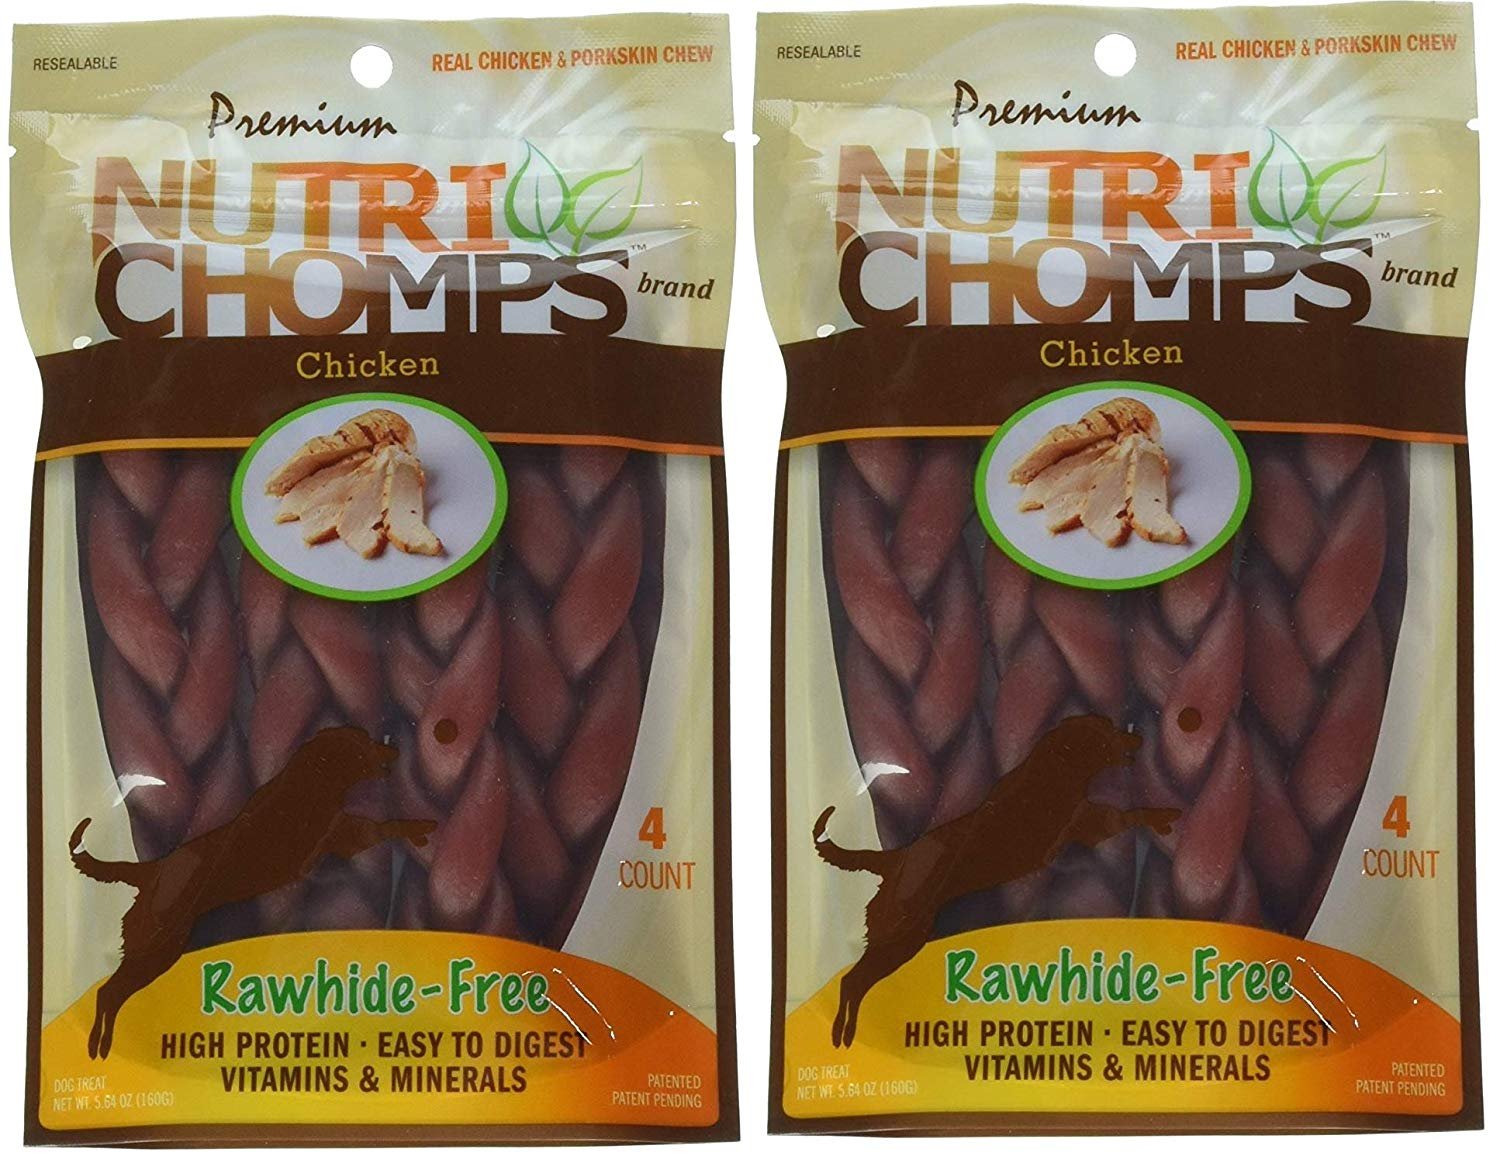 RESEALABLE
REAL CHICKEN & PORKSKIN CHEW
Premium
NUTRI
CHOMPS™ brand
Chicken
4
COUNT
Rawhide-Free
HIGH PROTEIN · EASY TO DIGEST
VITAMINS & MINERALS
DOG TREAT
NET WT. 5.64 OZ (160G)
PATENTED
PATENT PENDING
RESEALABLE
REAL CHICKEN & PORKSKIN CHEW
Premium
NUTRI
CHOMPS™ brand
Chicken
4
COUNT
Rawhide-Free
HIGH PROTEIN · EASY TO DIGEST
VITAMINS & MINERALS
DOG TREAT
NET WT. 5.64 OZ (160G)
PATENTED
PATENT PENDING